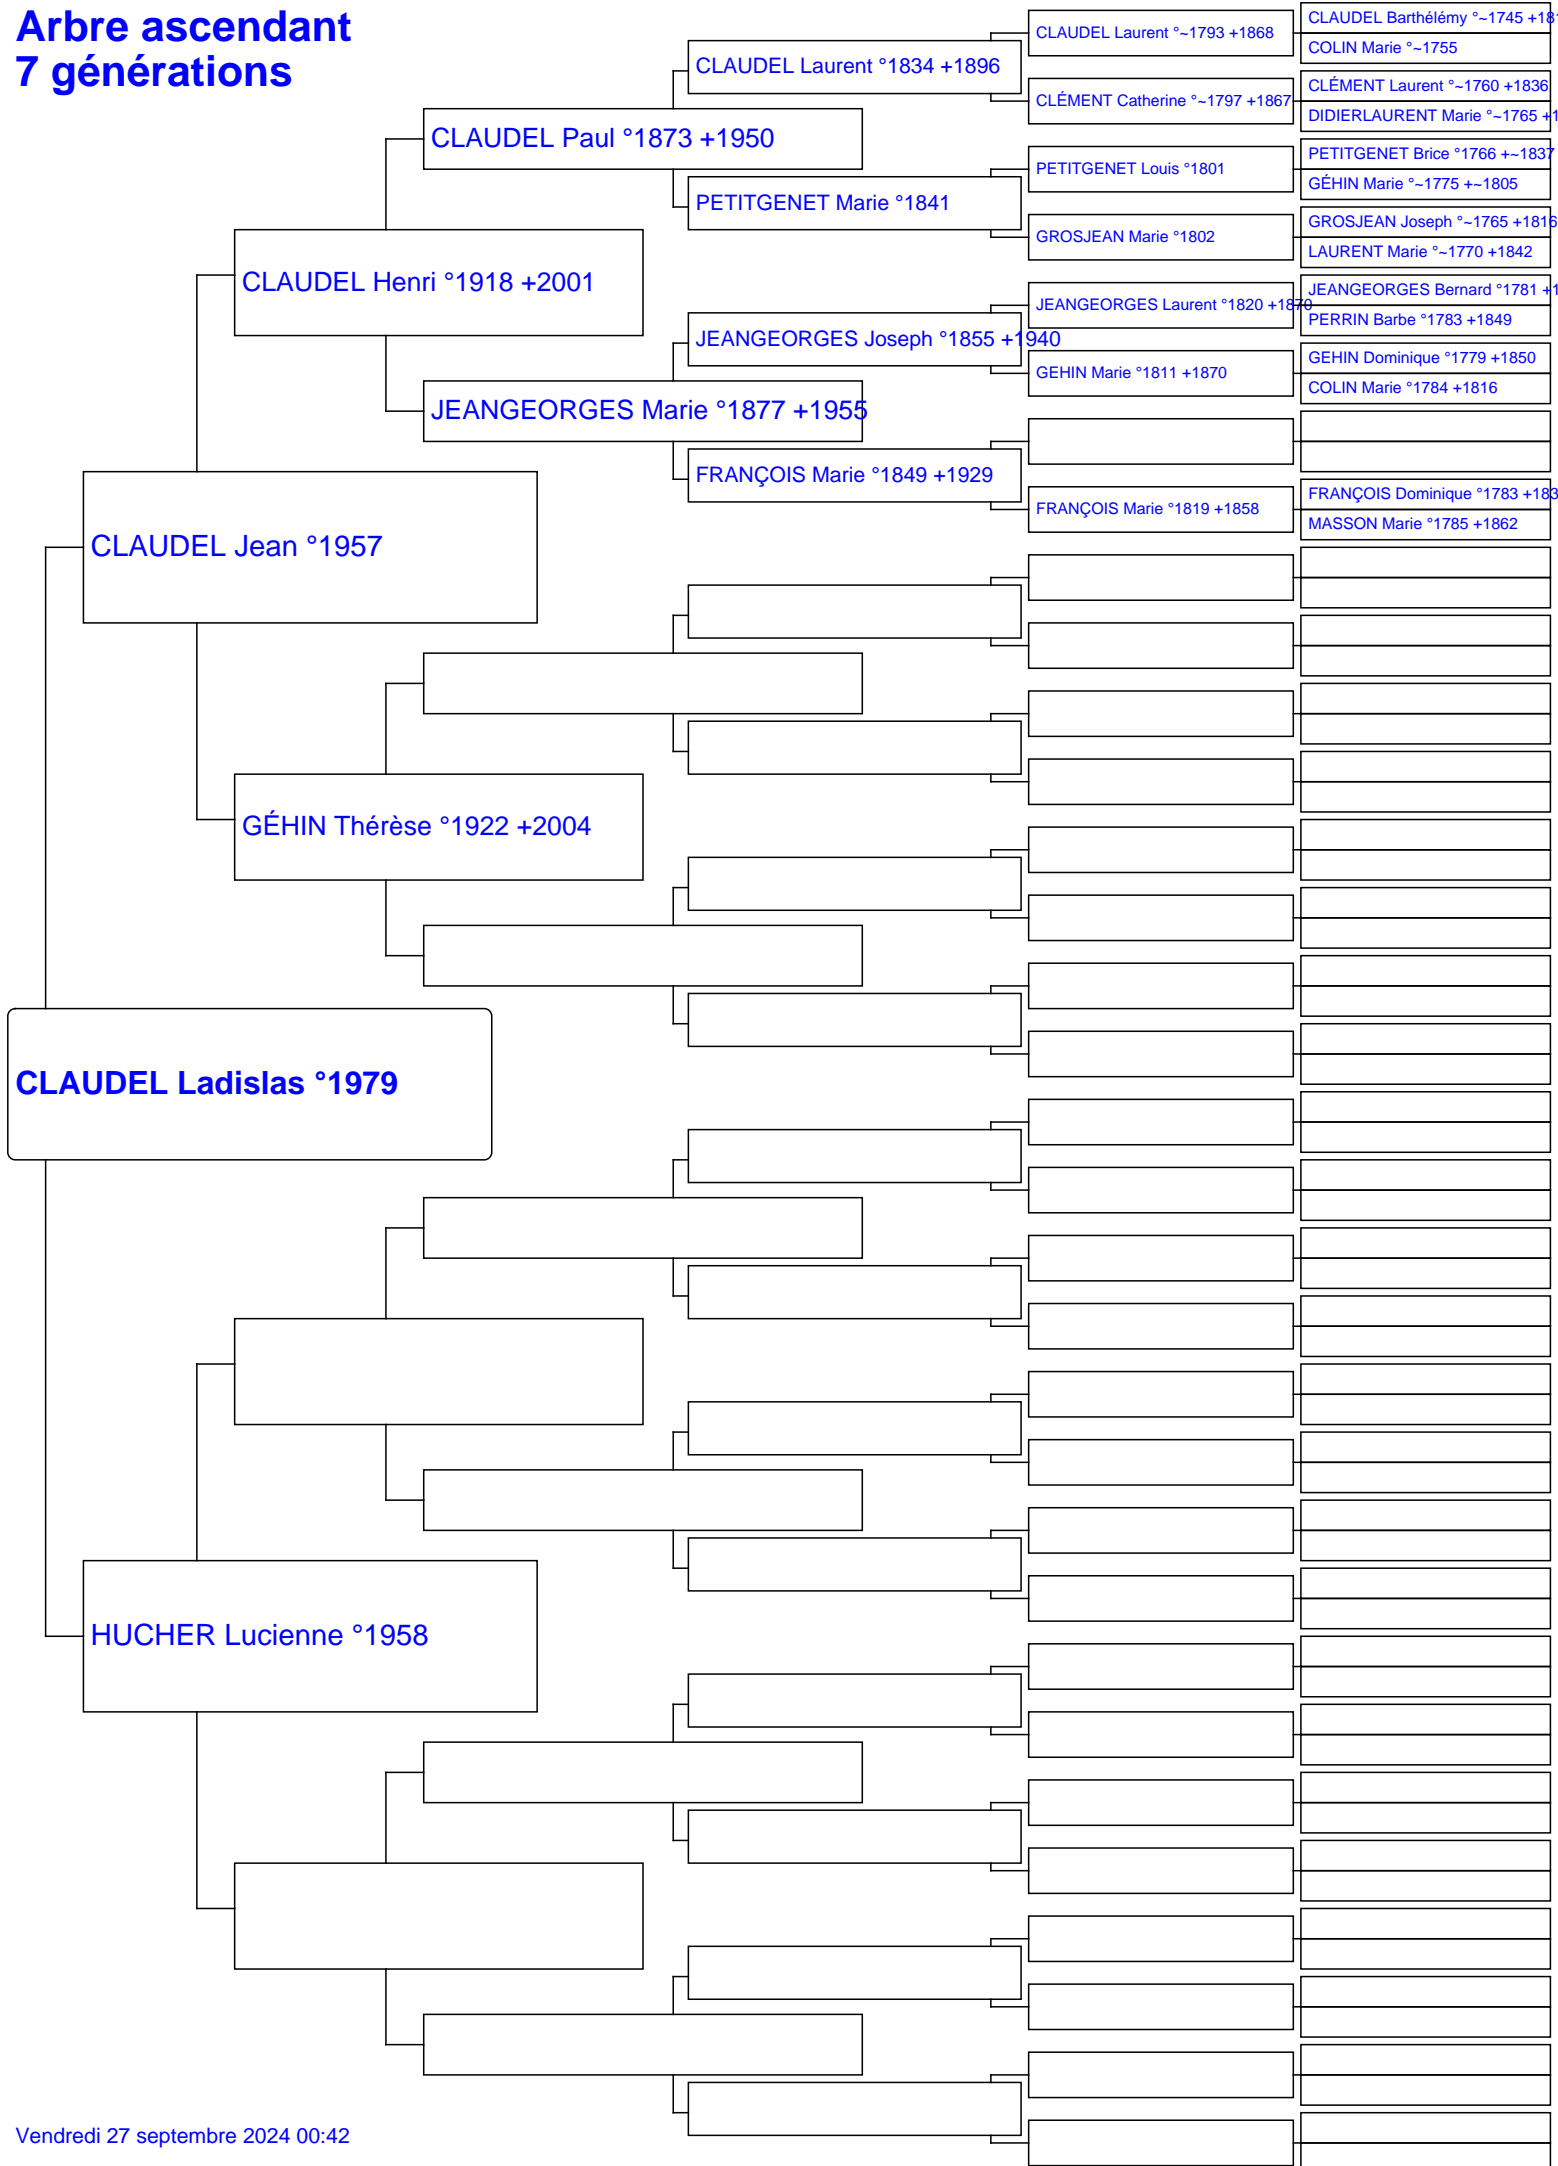 Arbre ascendant
7 générations
CLAUDEL Ladislas °1979
CLAUDEL Jean °1957
HUCHER Lucienne °1958
CLAUDEL Henri °1918 +2001
GÉHIN Thérèse °1922 +2004
CLAUDEL Paul °1873 +1950
JEANGEORGES Marie °1877 +1955
CLAUDEL Laurent °1834 +1896
PETITGENET Marie °1841
JEANGEORGES Joseph °1855 +1940
FRANÇOIS Marie °1849 +1929
CLAUDEL Laurent °~1793 +1868
CLÉMENT Catherine °~1797 +1867
PETITGENET Louis °1801
GROSJEAN Marie °1802
JEANGEORGES Laurent °1820 +1870
GEHIN Marie °1811 +1870
FRANÇOIS Marie °1819 +1858
CLAUDEL Barthélémy °~1745
COLIN Marie °~1755
CLÉMENT Laurent °~1760 +1836
DIDIERLAURENT Marie °~1765
PETITGENET Brice °1766 +~1837
GÉHIN Marie °~1775 +~1805
GROSJEAN Joseph °~1765 +1816
LAURENT Marie °~1770 +1842
JEANGEORGES Bernard °1781
PERRIN Barbe °1783 +1849
GEHIN Dominique °1779 +1850
COLIN Marie °1784 +1816
FRANÇOIS Dominique °1783
MASSON Marie °1785 +1862
Vendredi 27 septembre 2024 00:42